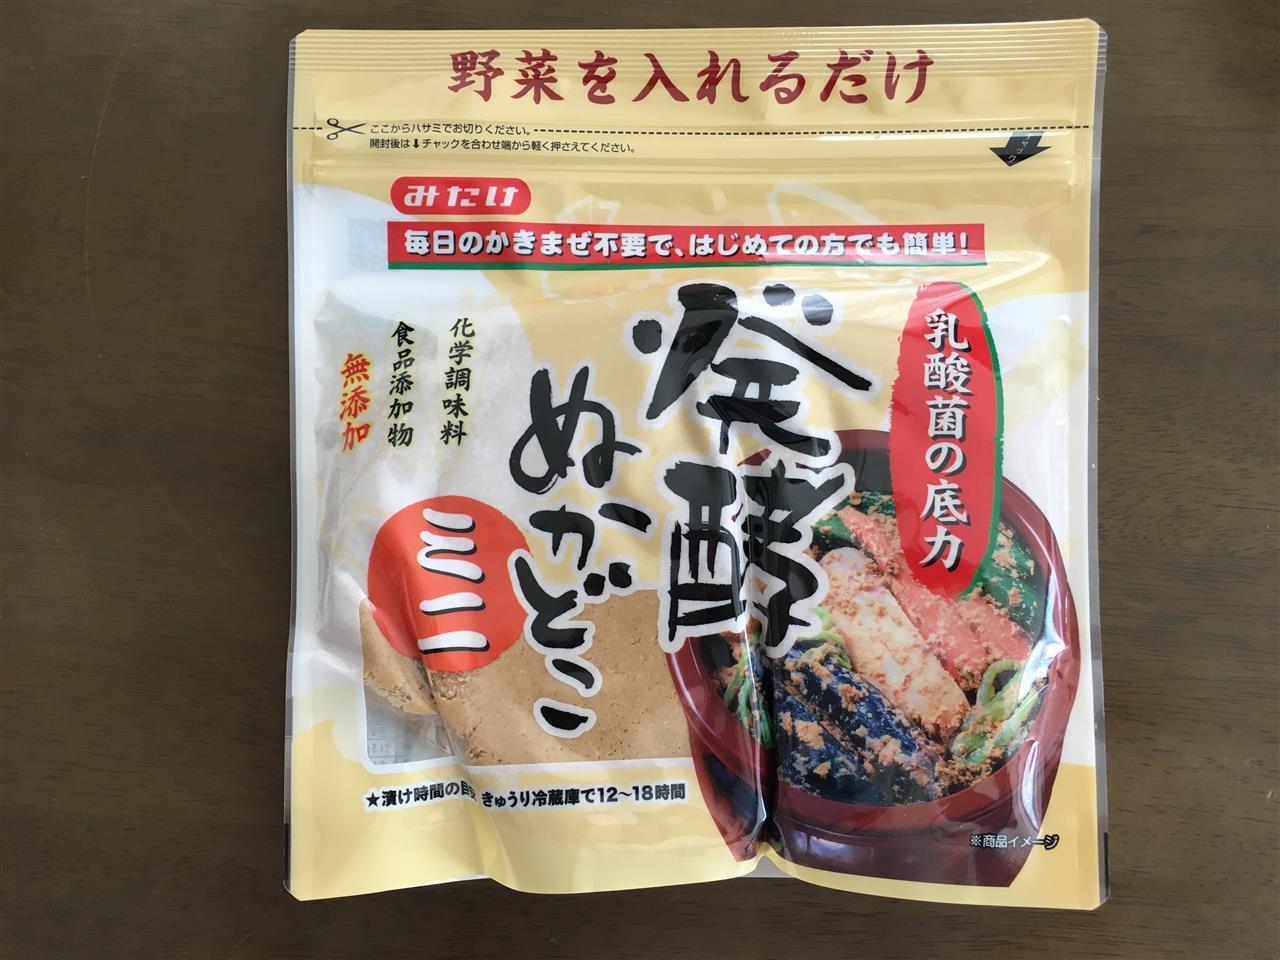 野菜を入れるだけ
ここからハサミでお切りください。
開封後は⬇チャックを合わせ端から軽く押さえてください。
チャック
みたけ
毎日のかきまぜ不要で、はじめての方でも簡単!
乳酸菌の底力
発酵
ぬかどこ
ミニ
化学調味料
食品添加物
無添加
★漬け時間の目安 きゅうり冷蔵庫で12〜18時間
※商品イメージ